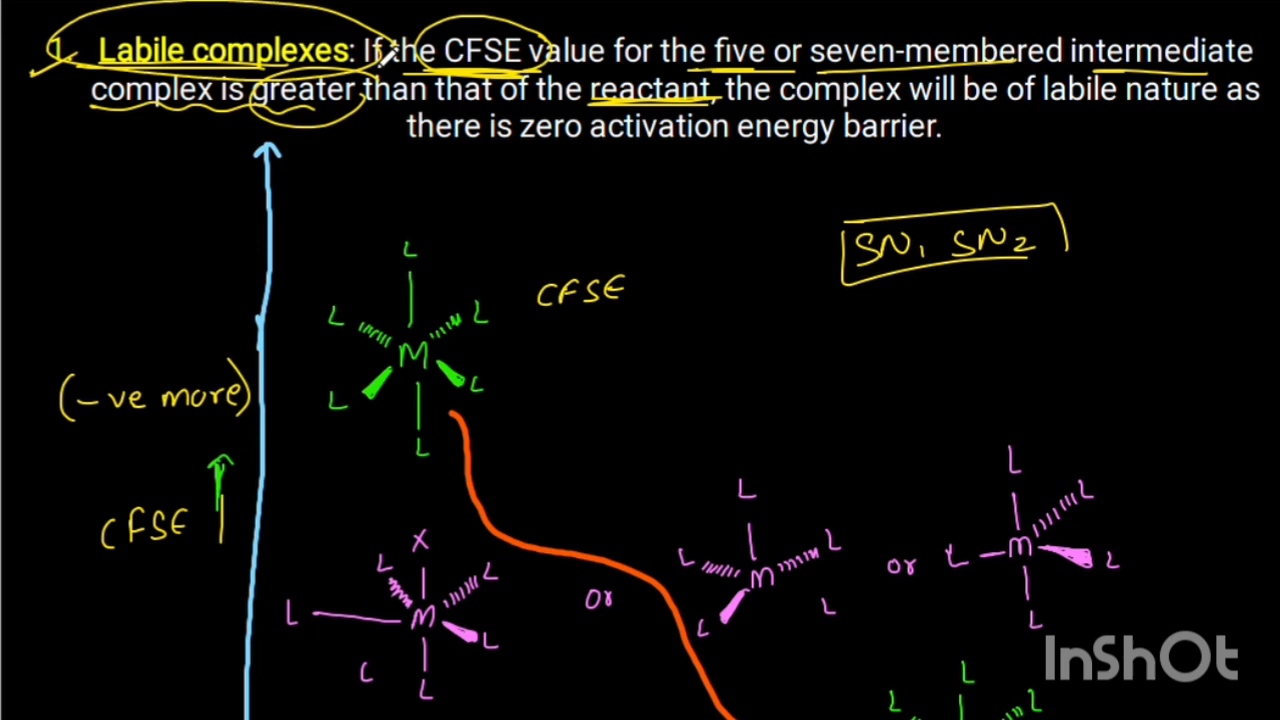 1. Labile complexes: If the CFSE value for the five or seven-membered intermediate
complex is greater than that of the reactant, the complex will be of labile nature as
there is zero activation energy barrier.
SN1 SN2
L
CFSE
L L
M
L L
L
(-ve more)
CFSE
X
L L
L M
L
L
L
or
L
L L
M
L
L
or
L
L
L M
L
L
InShOt
L
L L